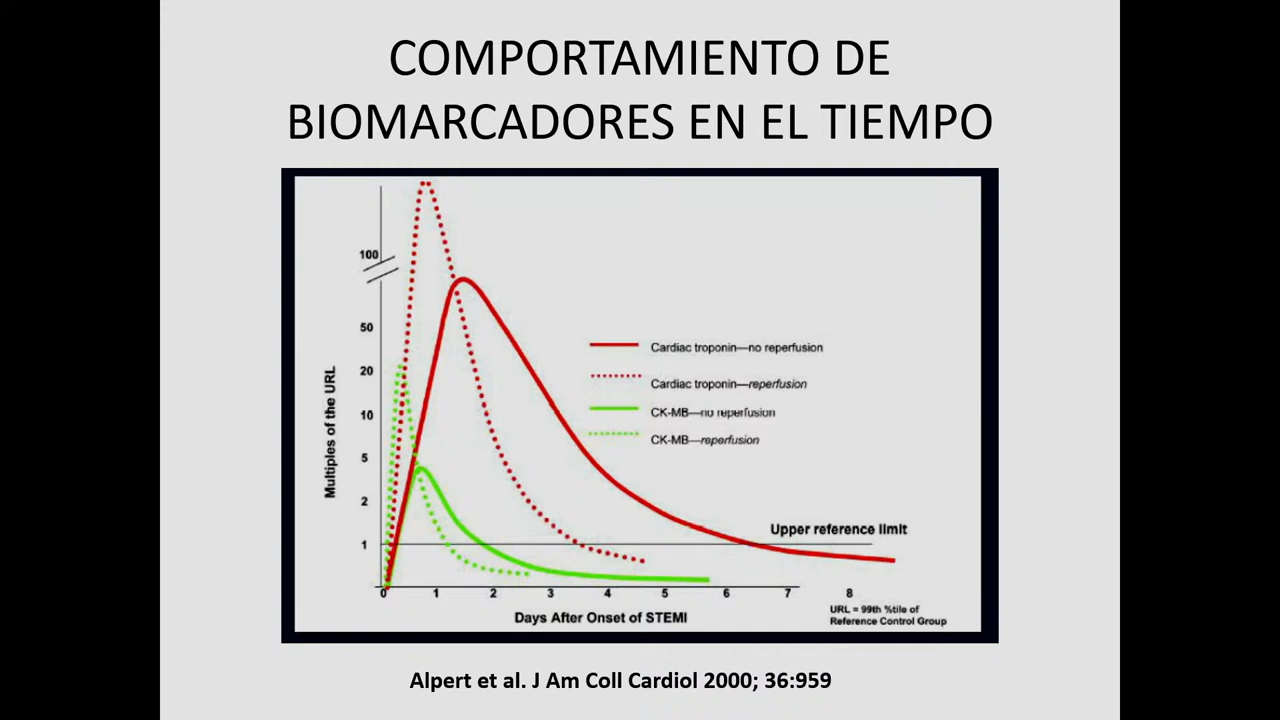 COMPORTAMIENTO DE
BIOMARCADORES EN EL TIEMPO
100
50
20
10
5
2
1
Multiples of the URL
Cardiac troponin—no reperfusion
Cardiac troponin—reperfusion
CK-MB—no reperfusion
CK-MB—reperfusion
Upper reference limit
0 1 2 3 4 5 6 7 8
Days After Onset of STEMI
URL = 99th %tile of
Reference Control Group
Alpert et al. J Am Coll Cardiol 2000; 36:959